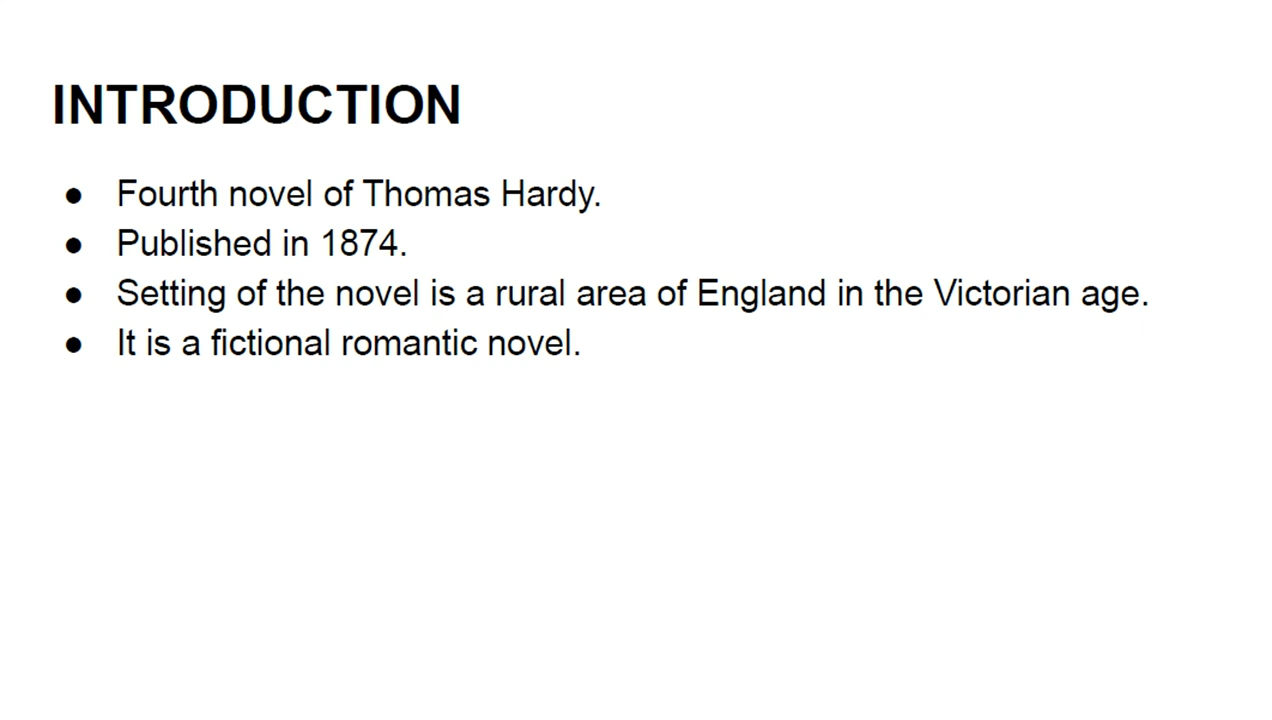 INTRODUCTION
● Fourth novel of Thomas Hardy.
● Published in 1874.
● Setting of the novel is a rural area of England in the Victorian age.
● It is a fictional romantic novel.